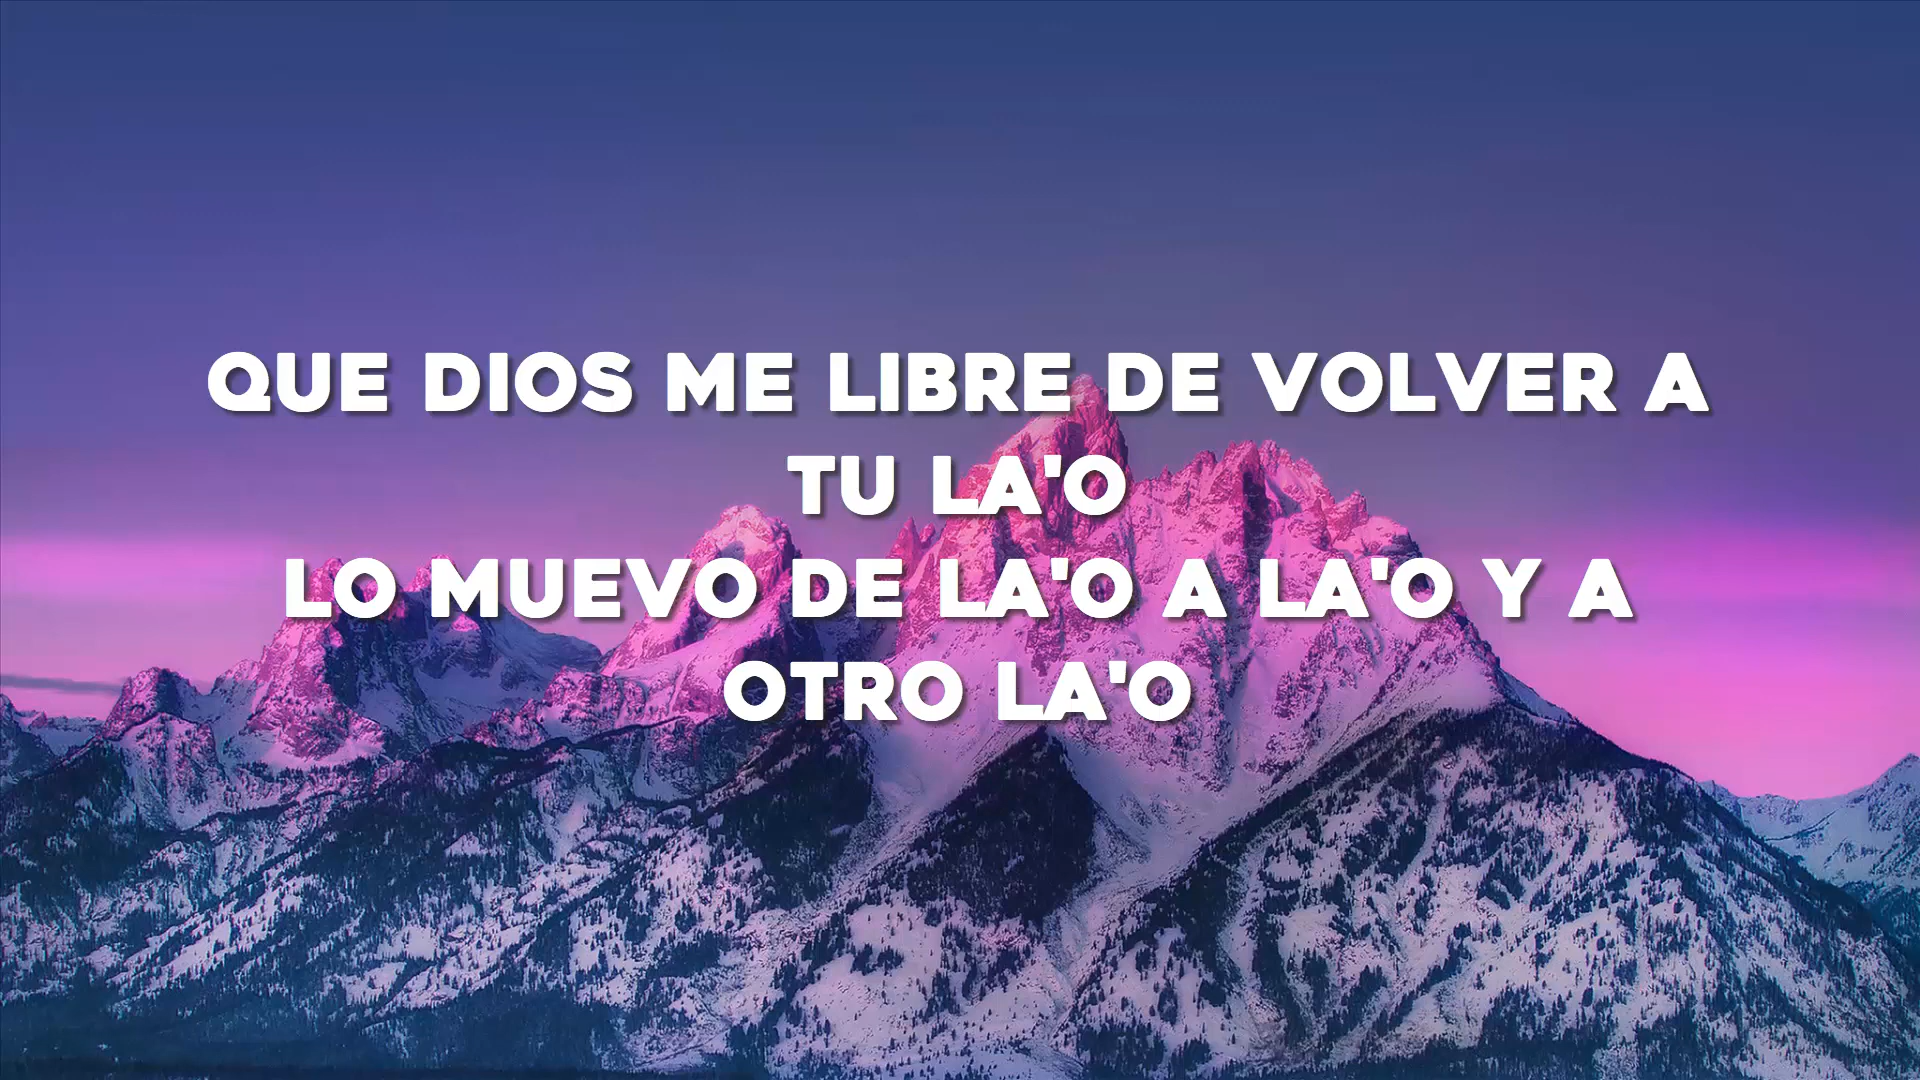 QUE DIOS ME LIBRE DE VOLVER A
TU LA'O
LO MUEVO DE LA'O A LA'O Y A
OTRO LA'O